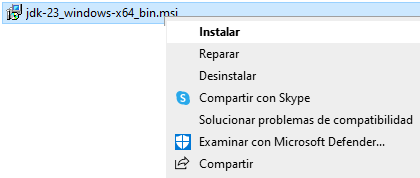 jdk-23_windows-x64_bin.msi
Instalar
Reparar
Desinstalar
Compartir con Skype
Solucionar problemas de compatibilidad
Examinar con Microsoft Defender...
Compartir